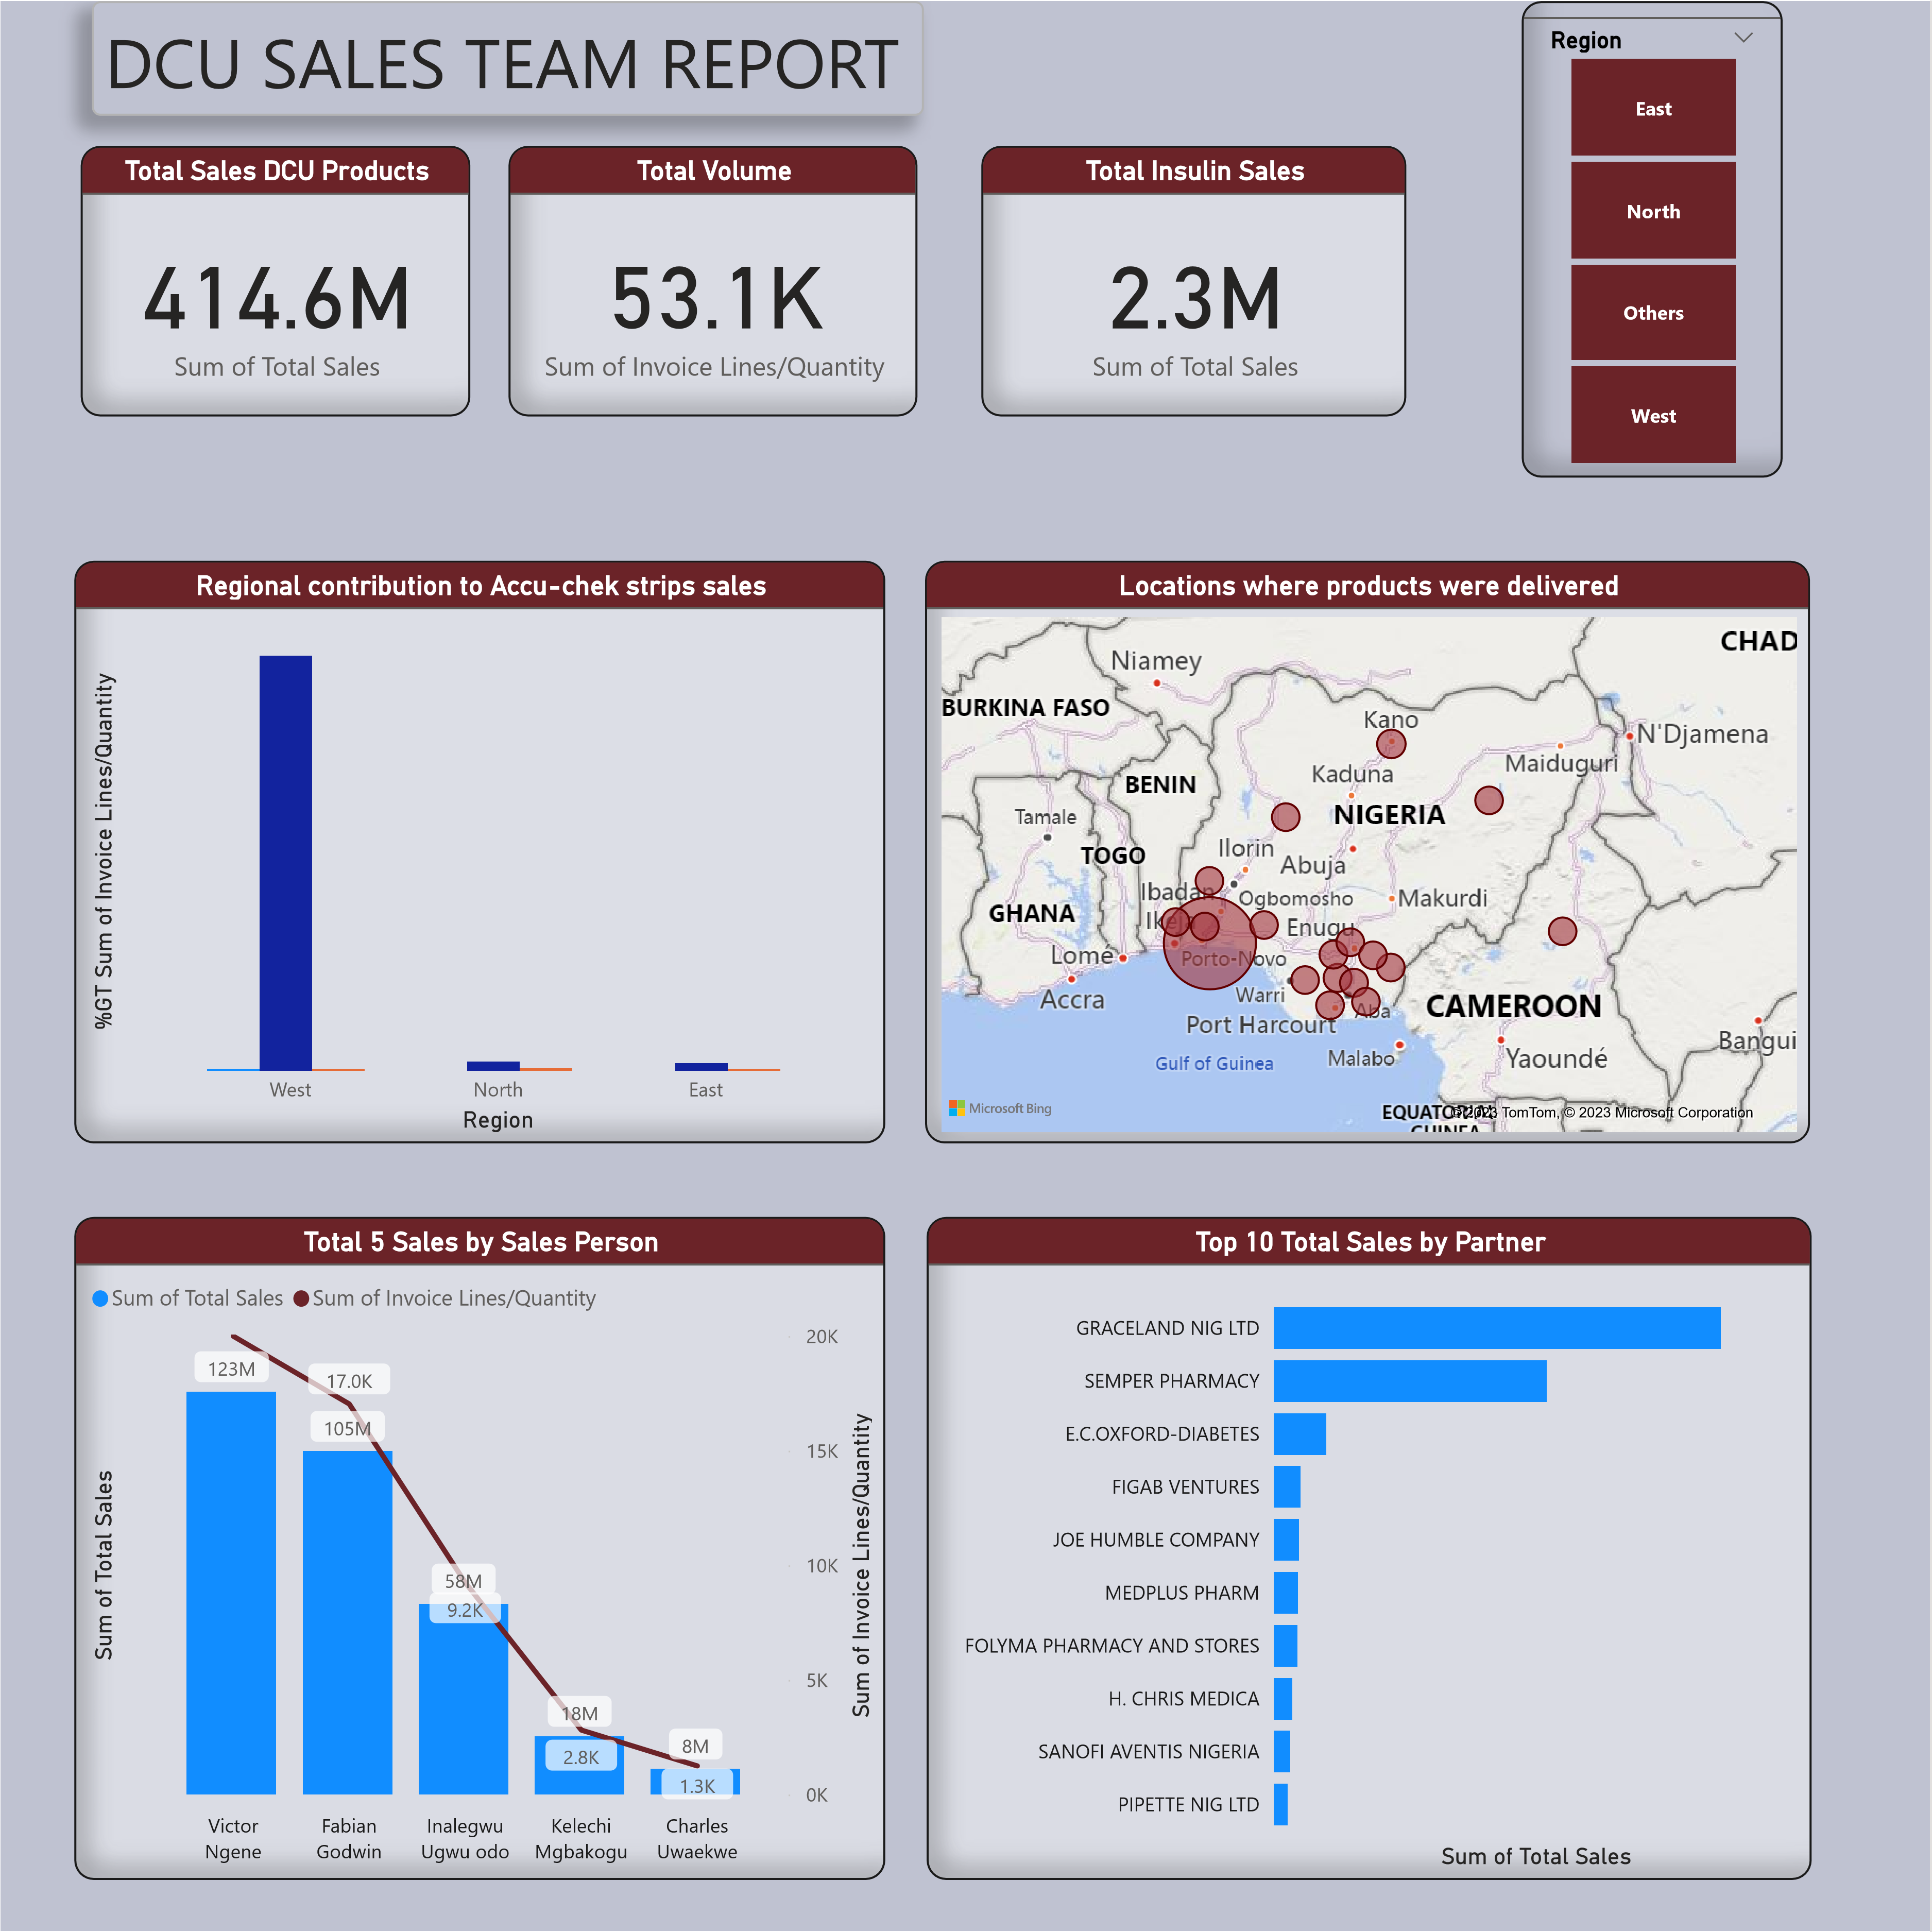 DCU SALES TEAM REPORT
Region
East
North
Others
West
Total Sales DCU Products
414.6M
Sum of Total Sales
Total Volume
53.1K
Sum of Invoice Lines/Quantity
Total Insulin Sales
2.3M
Sum of Total Sales
Regional contribution to Accu-chek strips sales
%GT Sum of Invoice Lines/Quantity
West
North
East
Region
Locations where products were delivered
CHAD
Niamey
BURKINA FASO
Kano
N'Djamena
Maiduguri
Kaduna
BENIN
NIGERIA
Tamale
TOGO
Ilorin
Abuja
Ibadan
Ogbomosho
Makurdi
GHANA
Ikeja
Enugu
Lomé
Porto-Novo
Accra
Warri
CAMEROON
Aba
Port Harcourt
Bangui
Gulf of Guinea
Malabo
Yaoundé
Microsoft Bing
EQUATORIAL
GUINEA
© 2023 TomTom, © 2023 Microsoft Corporation
Total 5 Sales by Sales Person
Sum of Total Sales
Sum of Invoice Lines/Quantity
20K
15K
10K
5K
0K
123M
17.0K
105M
58M
9.2K
18M
2.8K
8M
1.3K
Sum of Total Sales
Sum of Invoice Lines/Quantity
Victor
Ngene
Fabian
Godwin
Inalegwu
Ugwu odo
Kelechi
Mgbakogu
Charles
Uwaekwe
Top 10 Total Sales by Partner
GRACELAND NIG LTD
SEMPER PHARMACY
E.C.OXFORD-DIABETES
FIGAB VENTURES
JOE HUMBLE COMPANY
MEDPLUS PHARM
FOLYMA PHARMACY AND STORES
H. CHRIS MEDICA
SANOFI AVENTIS NIGERIA
PIPETTE NIG LTD
Sum of Total Sales